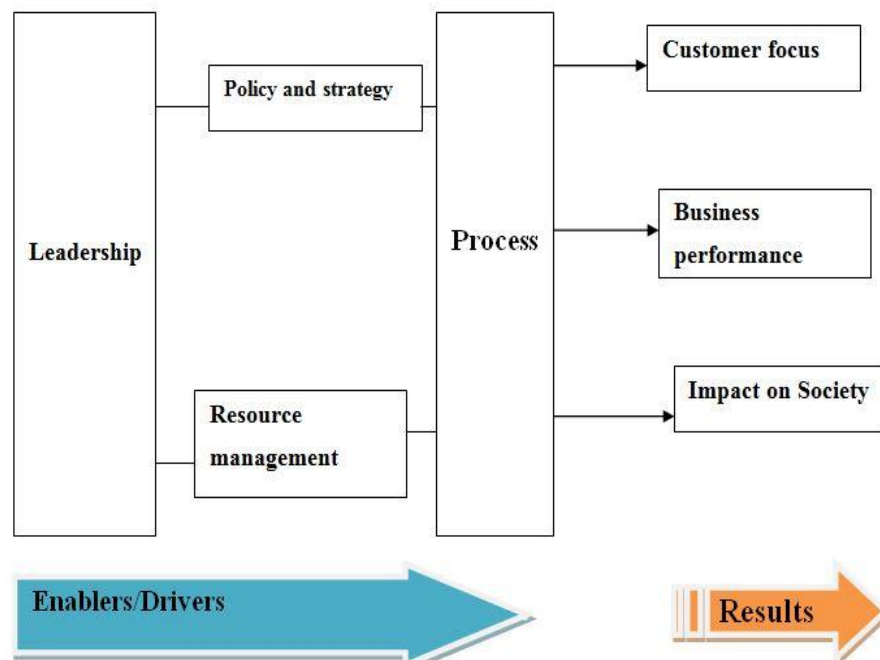 Leadership
Policy and strategy
Resource
management
Process
Customer focus
Business
performance
Impact on Society
Enablers/Drivers
Results